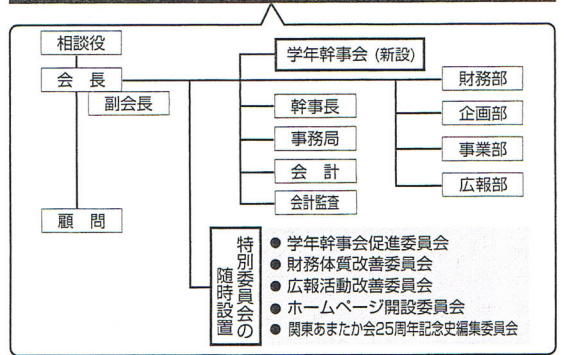 相談役
会長
副会長
顧問
学年幹事会 (新設)
幹事長
事務局
会計
会計監査
財務部
企画部
事業部
広報部
特別委員会の
随時設置
● 学年幹事会促進委員会
● 財務体質改善委員会
● 広報活動改善委員会
● ホームページ開設委員会
● 関東あまたか会25周年記念史編集委員会